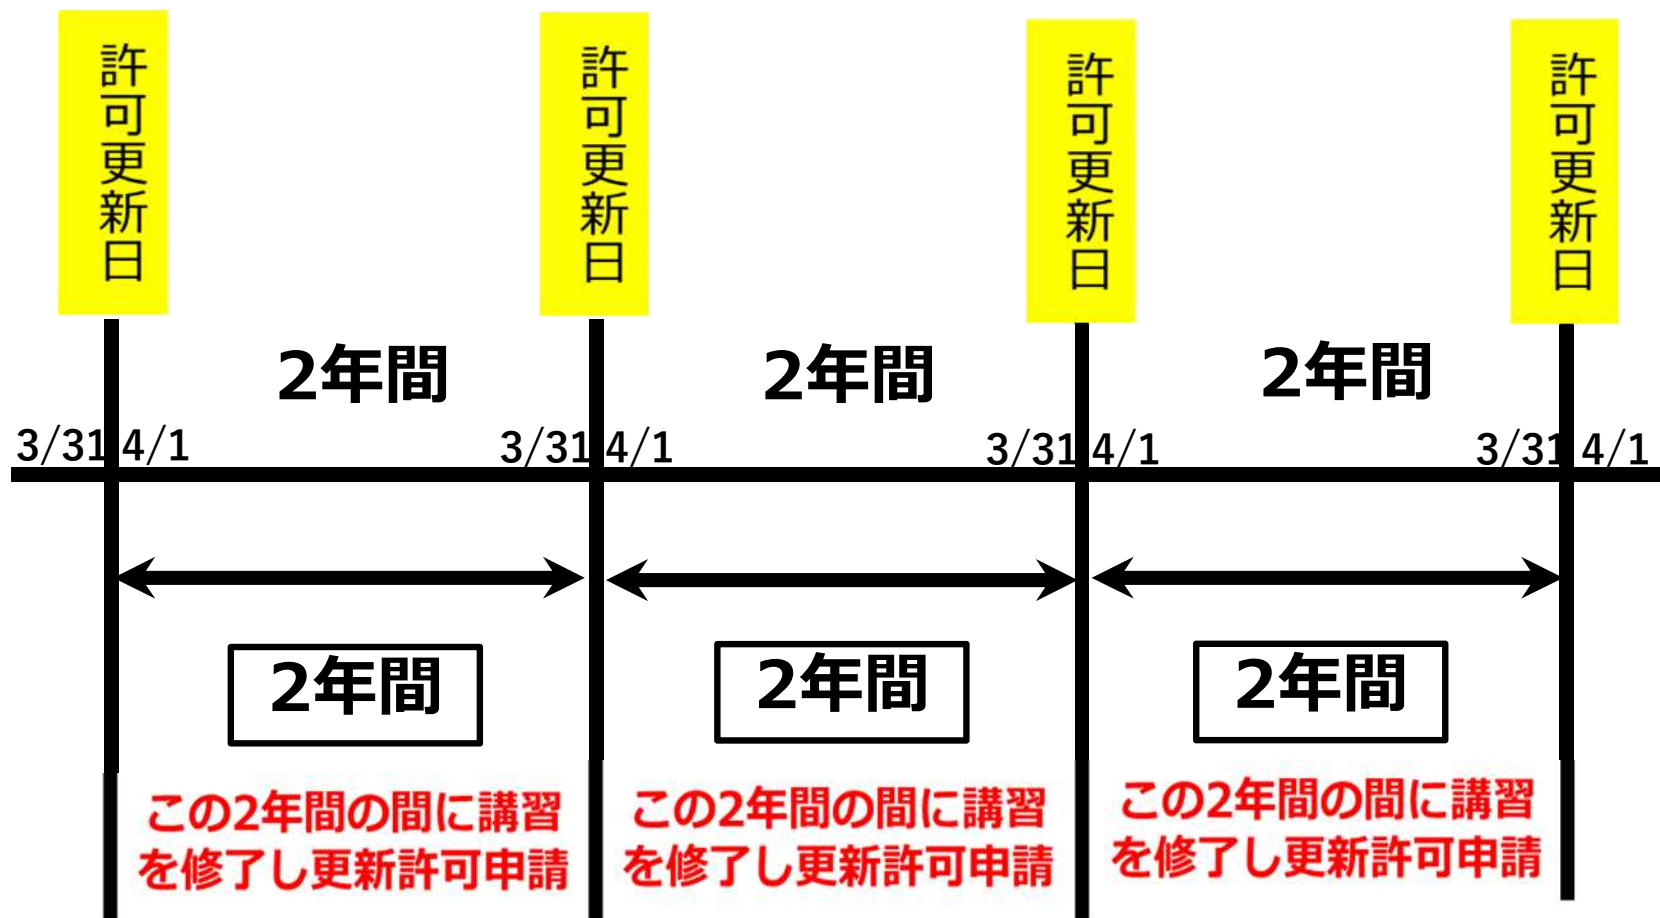 許可更新日
許可更新日
許可更新日
許可更新日
2年間
2年間
2年間
3/31 4/1
3/31 4/1
3/31 4/1
3/31 4/1
2年間
2年間
2年間
この2年間の間に講習
を修了し更新許可申請
この2年間の間に講習
を修了し更新許可申請
この2年間の間に講習
を修了し更新許可申請